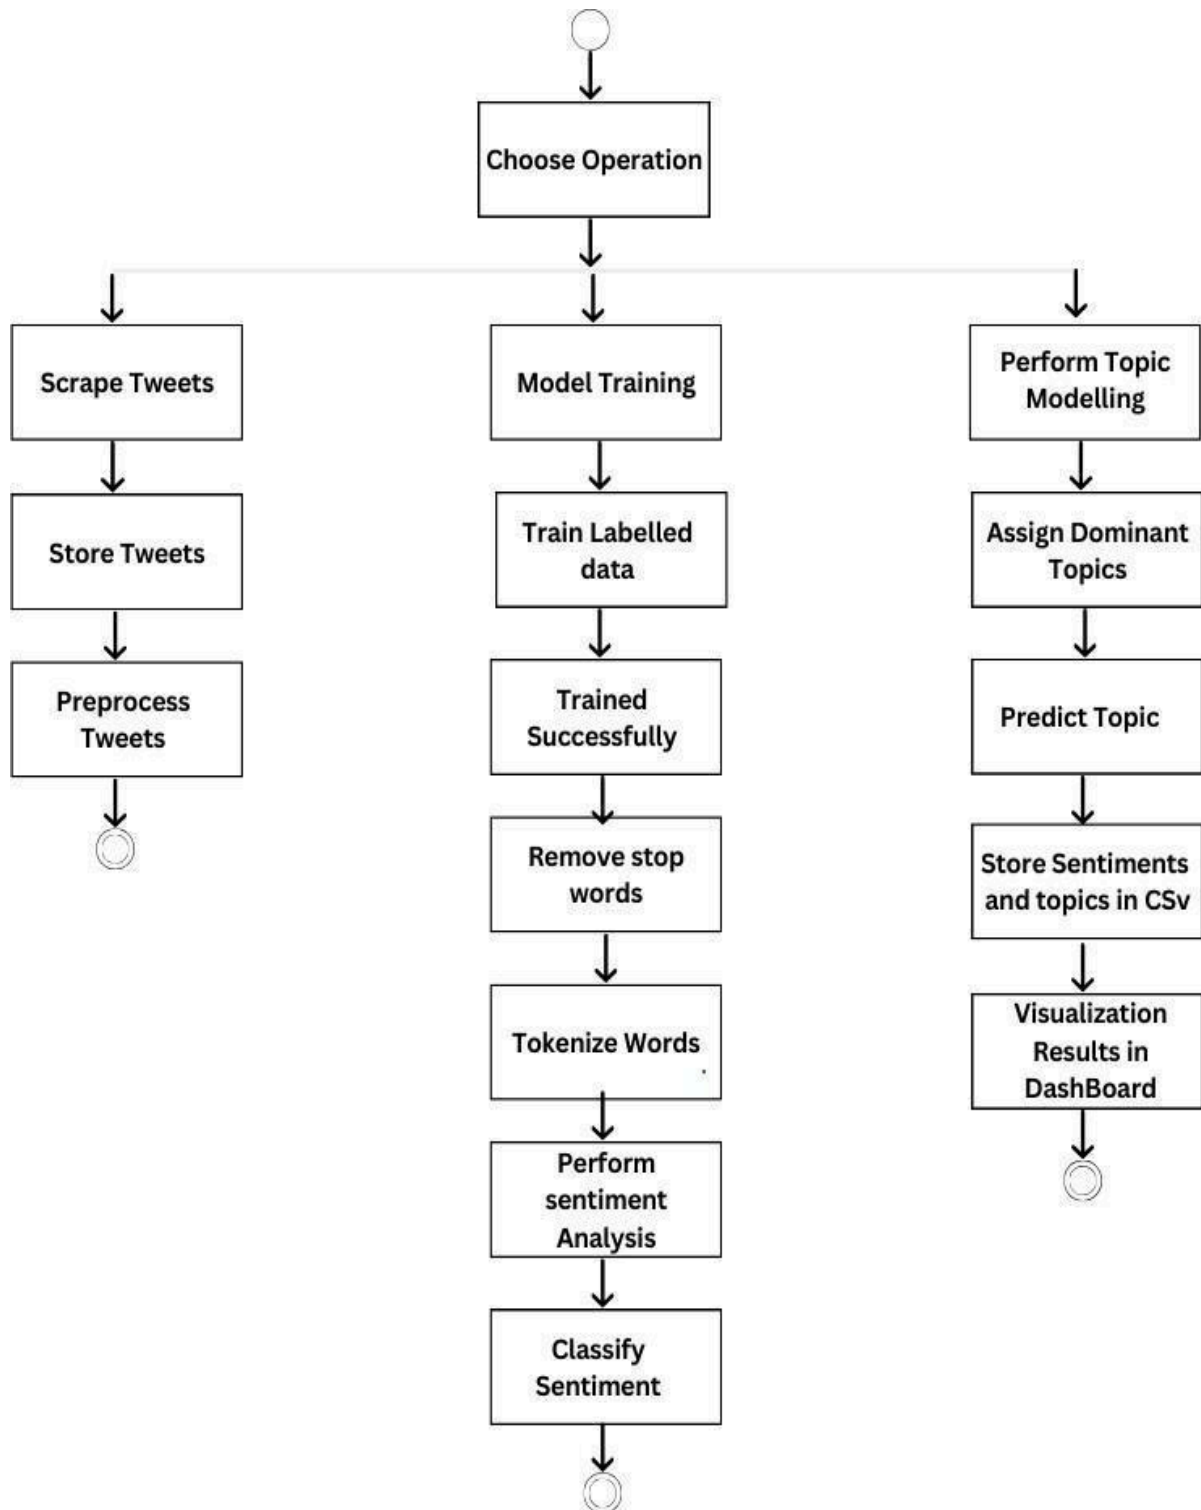 Choose Operation
Scrape Tweets
Store Tweets
Preprocess
Tweets
Model Training
Train Labelled
data
Trained
Successfully
Remove stop
words
Tokenize Words
Perform
sentiment
Analysis
Classify
Sentiment
Perform Topic
Modelling
Assign Dominant
Topics
Predict Topic
Store Sentiments
and topics in CSv
Visualization
Results in
DashBoard